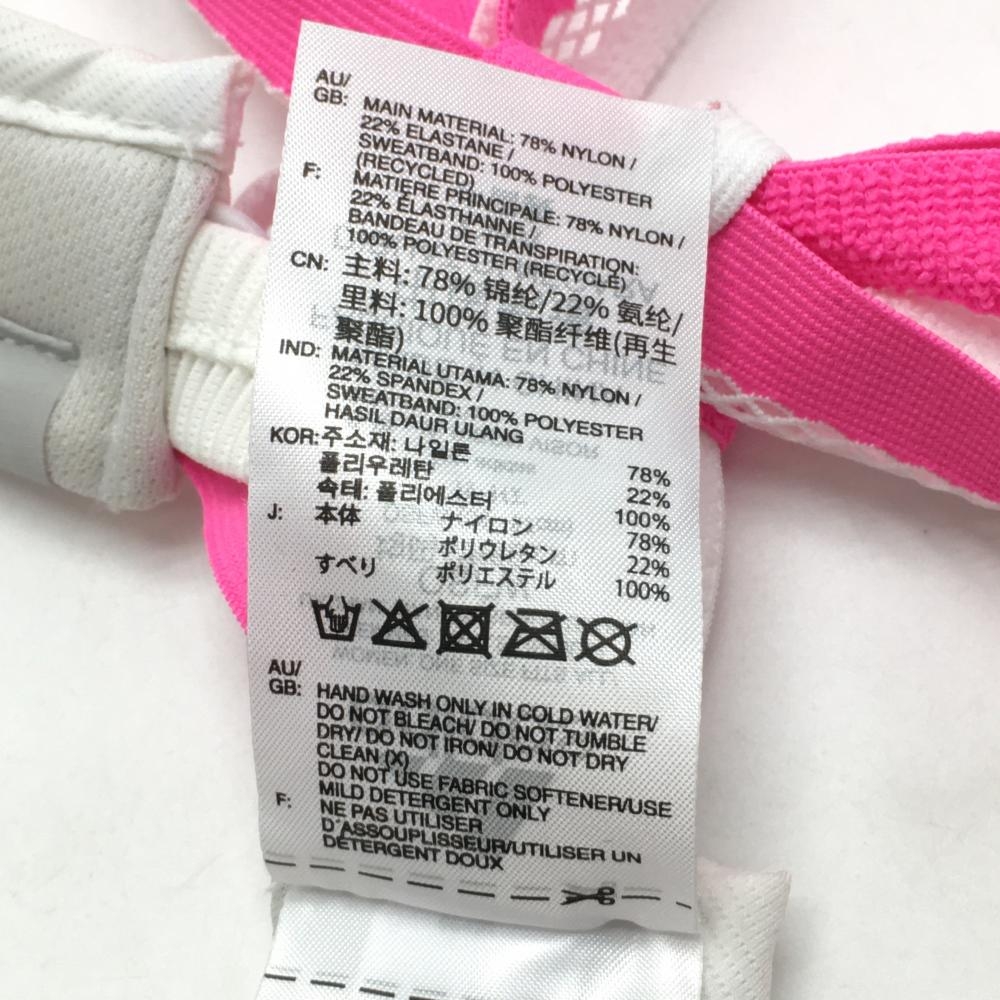 AU/
GB: MAIN MATERIAL: 78% NYLON /
22% ELASTANE /
SWEATBAND: 100% POLYESTER
(RECYCLED)
F: MATIERE PRINCIPALE: 78% NYLON /
22% ÉLASTHANNE /
BANDEAU DE TRANSPIRATION:
100% POLYESTER (RECYCLÉ)
CN: 主料: 78% 锦纶/22% 氨纶/
里料: 100% 聚酯纤维(再生
聚酯)
IND: MATERIAL UTAMA: 78% NYLON /
22% SPANDEX /
SWEATBAND: 100% POLYESTER
HASIL DAUR ULANG
KOR: 주소재: 나일론 78%
폴리우레탄 22%
속태: 폴리에스터 100%
J: 本体 ナイロン 78%
ポリウレタン 22%
すべり ポリエステル 100%
AU/
GB: HAND WASH ONLY IN COLD WATER/
DO NOT BLEACH/ DO NOT TUMBLE
DRY/ DO NOT IRON/ DO NOT DRY
CLEAN (X)
DO NOT USE FABRIC SOFTENER/USE
MILD DETERGENT ONLY
F: NE PAS UTILISER
D'ASSOUPLISSEUR/UTILISER UN
DÉTERGENT DOUX